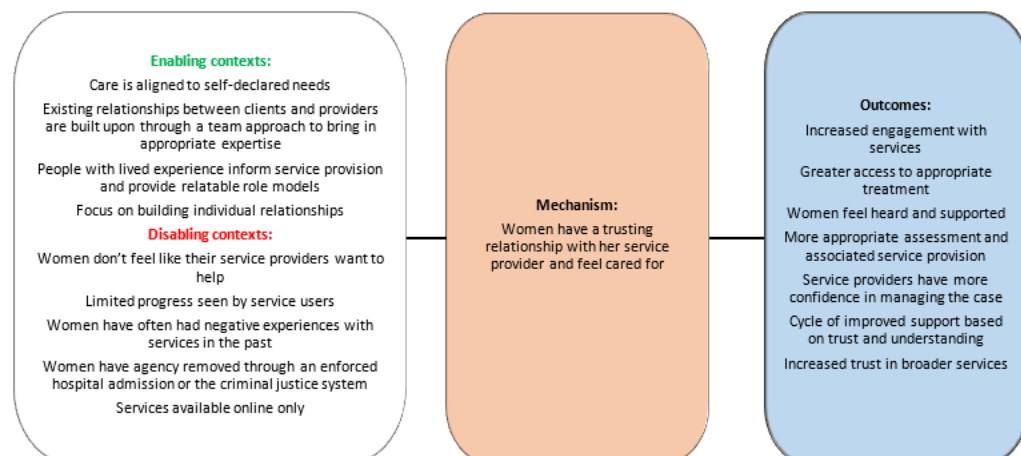 Enabling contexts:
Care is aligned to self-declared needs
Existing relationships between clients and providers
are built upon through a team approach to bring in
appropriate expertise
People with lived experience inform service provision
and provide relatable role models
Focus on building individual relationships
Disabling contexts:
Women don't feel like their service providers want to
help
Limited progress seen by service users
Women have often had negative experiences with
services in the past
Women have agency removed through an enforced
hospital admission or the criminal justice system
Services available online only
Mechanism:
Women have a trusting
relationship with her service
provider and feel cared for
Outcomes:
Increased engagement with
services
Greater access to appropriate
treatment
Women feel heard and supported
More appropriate assessment and
associated service provision
Service providers have more
confidence in managing the case
Cycle of improved support based
on trust and understanding
Increased trust in broader services